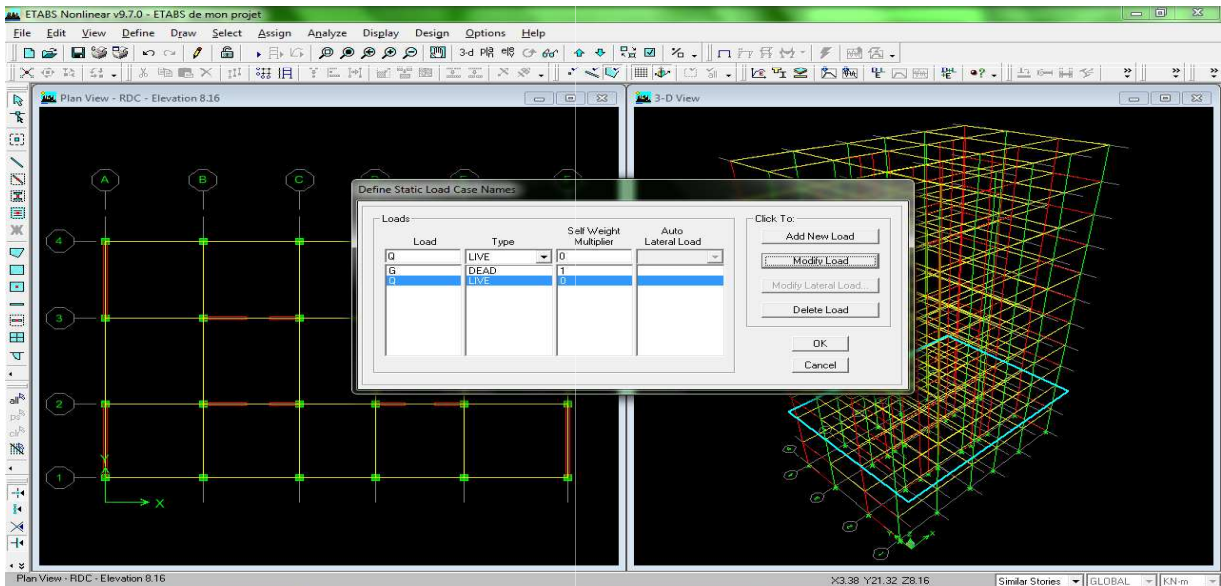 ETABS Nonlinear v9.7.0 - ETABS de mon projet
File Edit View Define Draw Select Assign Analyze Display Design Options Help
3-d
Plan View - RDC - Elevation 8.16
3-D View
A B C
4
3
2
1
Y
X
Define Static Load Case Names
Loads
Load Type Self Weight Multiplier Auto Lateral Load
Q LIVE 0
G DEAD 1
Q LIVE 0
Click To:
Add New Load
Modify Load
Modify Lateral Load...
Delete Load
OK
Cancel
all
Plan View - RDC - Elevation 8.16
X3.38 Y21.32 Z8.16
Similar Stories GLOBAL KN-m